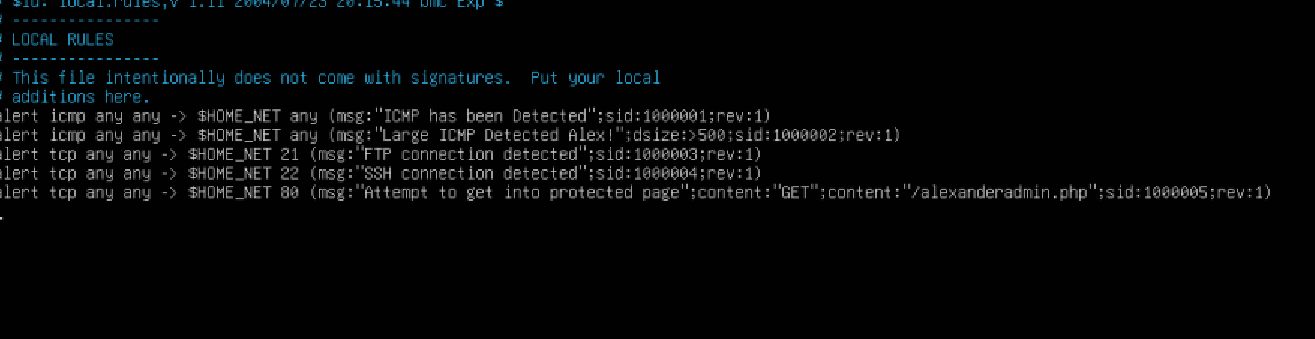 # $Id: local.rules,v 1.11 2004/07/23 20:15:44 bmc Exp $
# ----------------
# LOCAL RULES
# ----------------
# This file intentionally does not come with signatures.  Put your local
# additions here.
alert icmp any any -> $HOME_NET any (msg:"ICMP has been Detected";sid:1000001;rev:1)
alert icmp any any -> $HOME_NET any (msg:"Large ICMP Detected Alex!";dsize:>500;sid:1000002;rev:1)
alert tcp any any -> $HOME_NET 21 (msg:"FTP connection detected";sid:1000003;rev:1)
alert tcp any any -> $HOME_NET 22 (msg:"SSH connection detected";sid:1000004;rev:1)
alert tcp any any -> $HOME_NET 80 (msg:"Attempt to get into protected page";content:"GET";content:"/alexanderadmin.php";sid:1000005;rev:1)